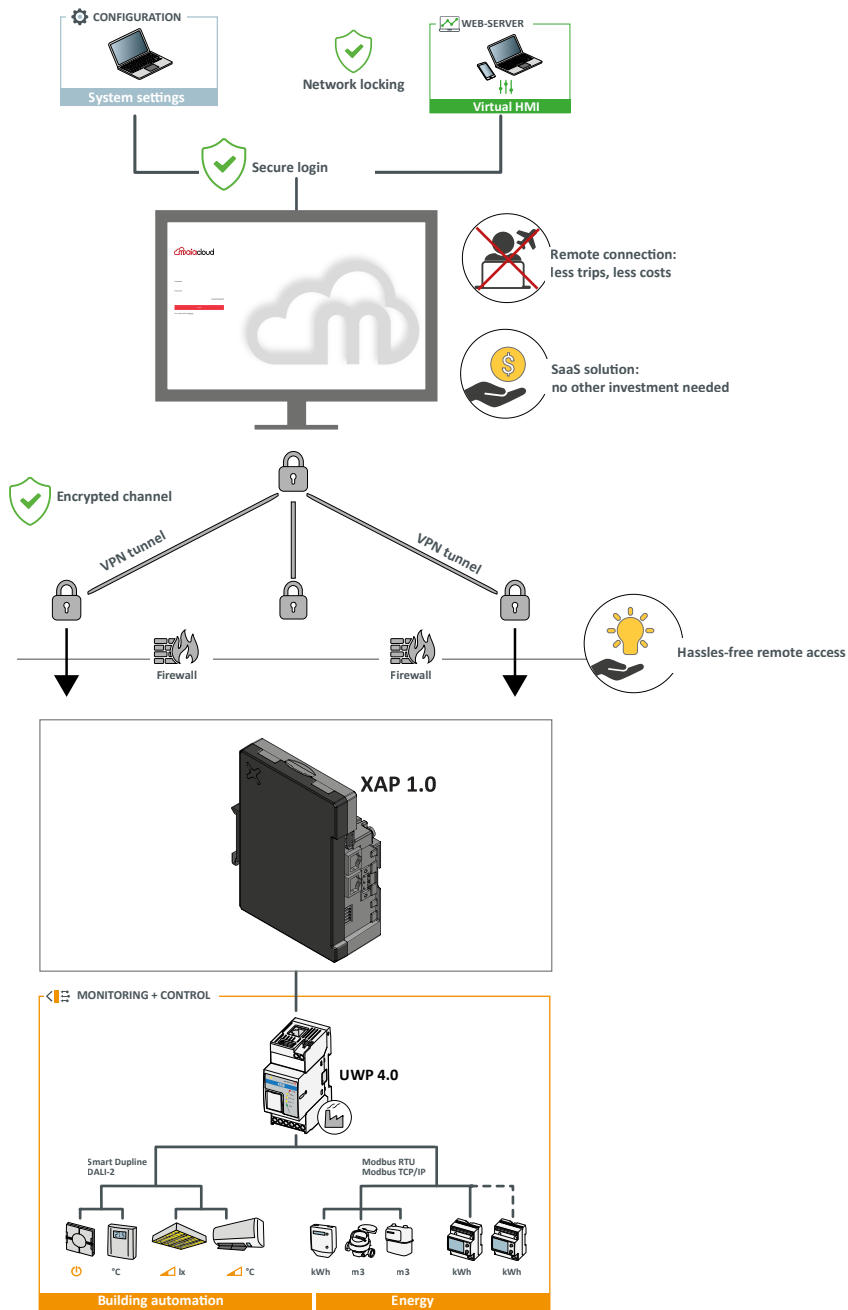 CONFIGURATION
WEB-SERVER
Network locking
System settings
Virtual HMI
Secure login
maiacloud
Remote connection:
less trips, less costs
SaaS solution:
no other investment needed
Encrypted channel
VPN tunnel
VPN tunnel
Hassles-free remote access
Firewall
Firewall
XAP 1.0
MONITORING + CONTROL
UWP 4.0
Smart Dupline
DALI-2
Modbus RTU
Modbus TCP/IP
°C
lx
°C
kWh
m3
m3
kWh
kWh
Building automation
Energy